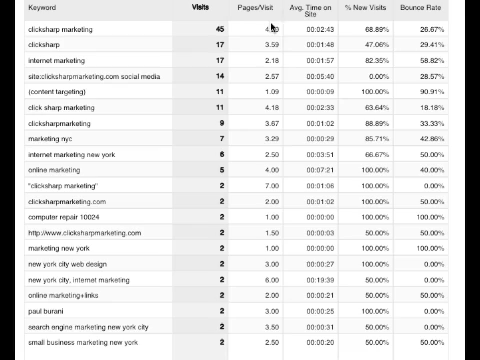 Keyword Visits Pages/Visit Avg. Time on Site % New Visits Bounce Rate
clicksharp marketing 45 00:02:43 68.89% 26.67%
clicksharp 17 3.59 00:01:48 47.06% 29.41%
internet marketing 17 2.18 00:01:57 82.35% 58.82%
site:clicksharpmarketing.com social media 14 2.57 00:05:40 0.00% 28.57%
(content targeting) 11 1.09 00:00:09 100.00% 90.91%
click sharp marketing 11 4.18 00:02:33 63.64% 18.18%
clicksharpmarketing 9 3.67 00:01:02 88.89% 33.33%
marketing nyc 7 3.29 00:00:29 85.71% 42.86%
internet marketing new york 6 2.50 00:03:51 66.67% 50.00%
online marketing 5 4.00 00:07:21 100.00% 40.00%
"clicksharp marketing" 2 7.00 00:01:06 100.00% 0.00%
clicksharpmarketing.com 2 2.00 00:01:02 100.00% 50.00%
computer repair 10024 2 1.00 00:00:00 100.00% 100.00%
http://www.clicksharpmarketing.com 2 1.50 00:00:03 50.00% 50.00%
marketing new york 2 1.00 00:00:00 100.00% 100.00%
new york city web design 2 3.00 00:00:27 100.00% 0.00%
new york city, internet marketing 2 6.00 00:19:39 50.00% 0.00%
online marketing+links 2 2.00 00:00:21 50.00% 50.00%
paul burani 2 3.00 00:00:25 100.00% 0.00%
search engine marketing new york city 2 3.50 00:00:31 50.00% 0.00%
small business marketing new york 2 2.50 00:00:20 50.00% 50.00%